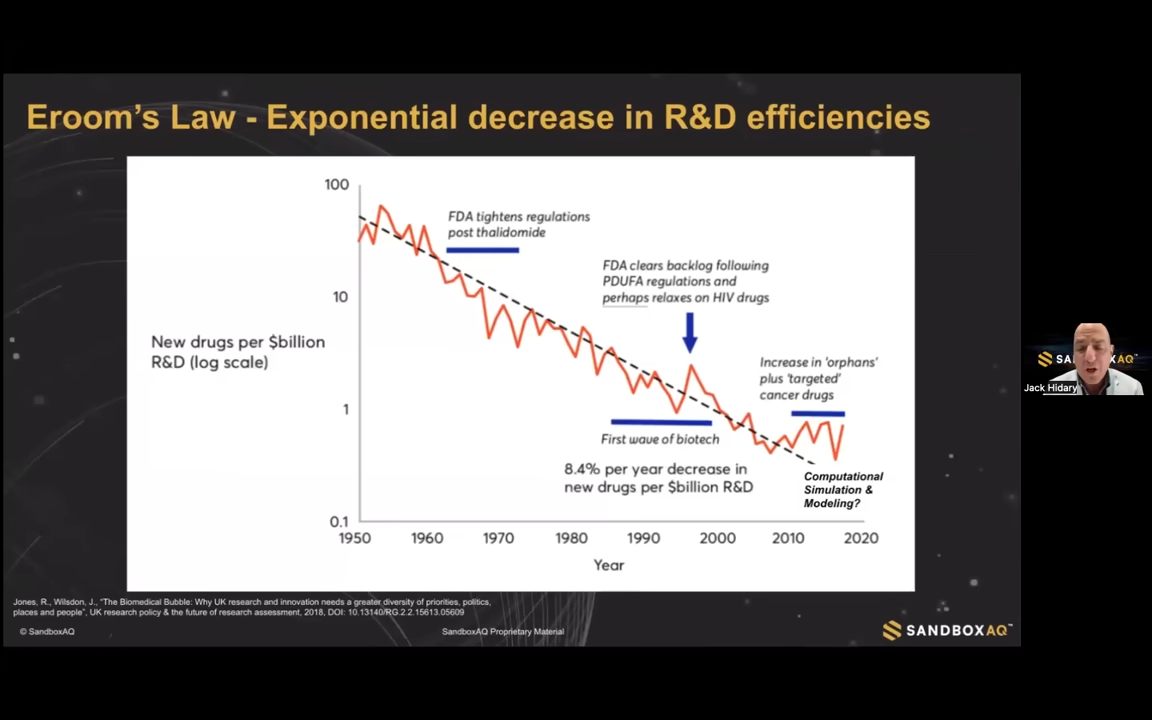 Eroom's Law - Exponential decrease in R&D efficiencies
100
10
1
0.1
New drugs per $billion
R&D (log scale)
FDA tightens regulations
post thalidomide
FDA clears backlog following
PDUFA regulations and
perhaps relaxes on HIV drugs
Increase in 'orphans'
plus 'targeted'
cancer drugs
First wave of biotech
8.4% per year decrease in
new drugs per $billion R&D
Computational
Simulation &
Modeling?
1950 1960 1970 1980 1990 2000 2010 2020
Year
Jones, R., Wilsdon, J., "The Biomedical Bubble: Why UK research and innovation needs a greater diversity of priorities, politics,
places and people", UK research policy & the future of research assessment, 2018, DOI: 10.13140/RG.2.2.15613.05609
© SandboxAQ
SandboxAQ Proprietary Material
SANDBOXAQ™
Jack Hidary